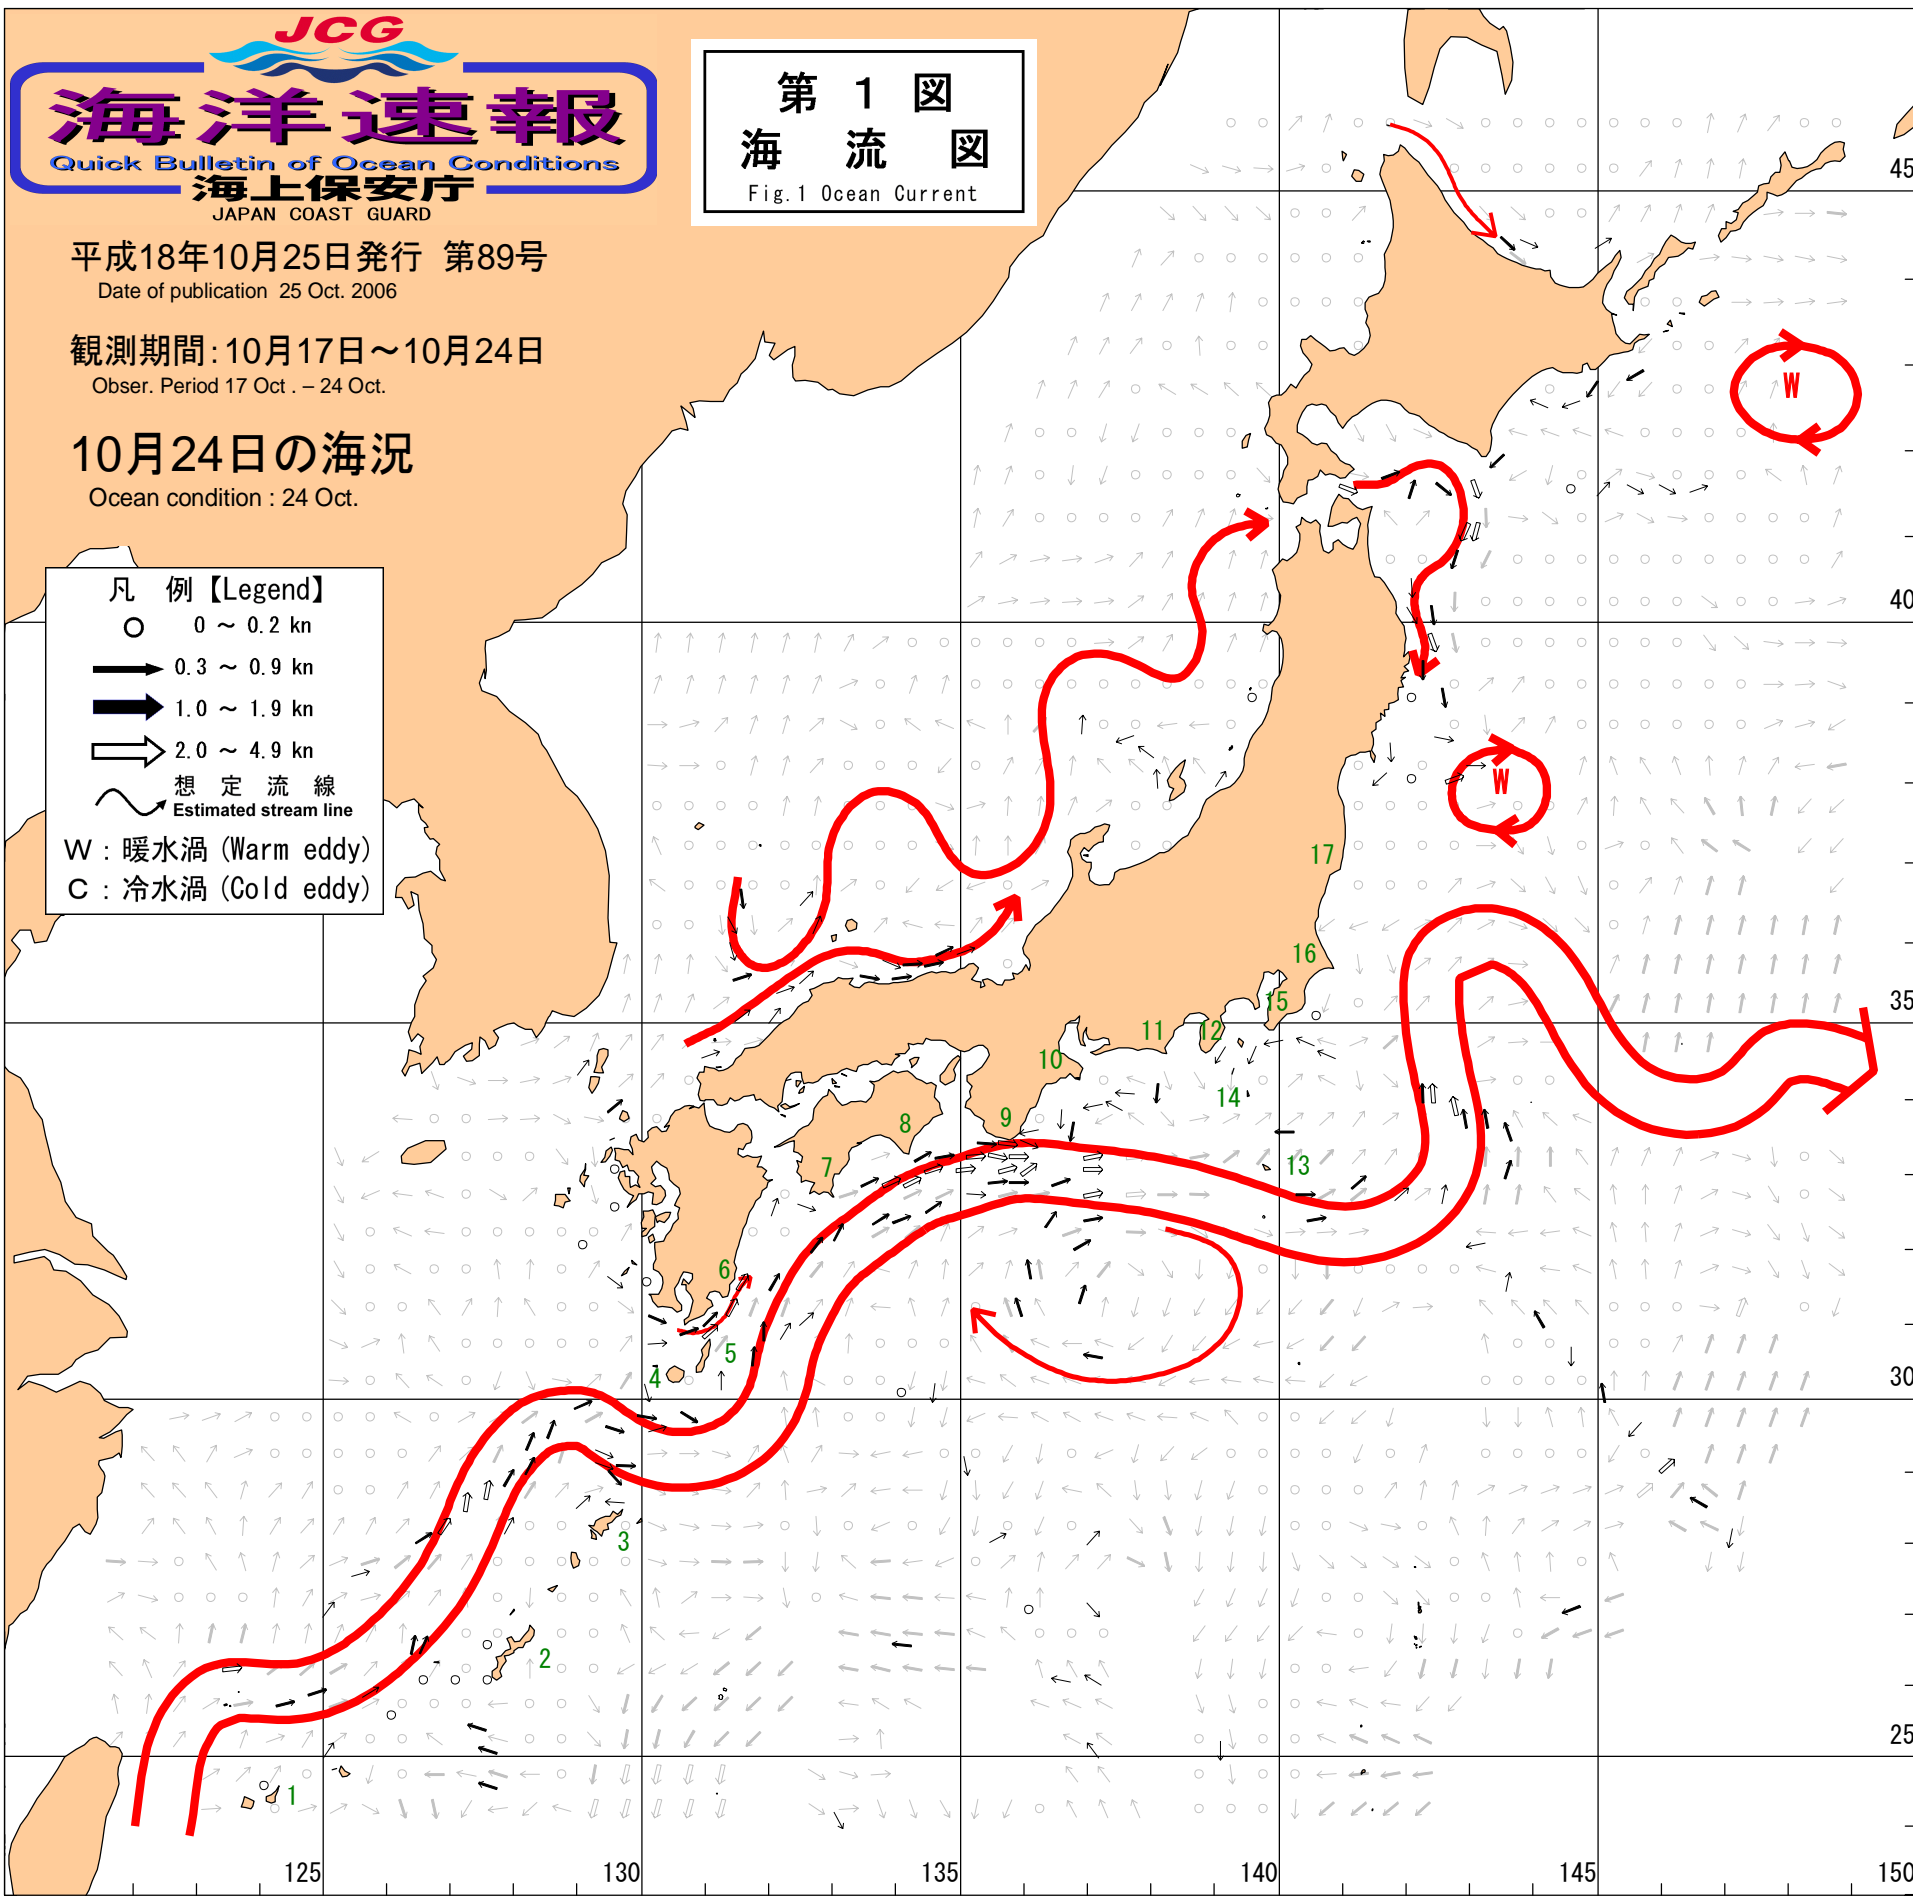 JCG
海洋速報
Quick Bulletin of Ocean Conditions
海上保安庁
JAPAN COAST GUARD
第 1 図
海 流 図
Fig.1 Ocean Current
平成18年10月25日発行 第89号
Date of publication 25 Oct. 2006
観測期間:10月17日～10月24日
Obser. Period 17 Oct . – 24 Oct.
10月24日の海況
Ocean condition : 24 Oct.
凡 例【Legend】
0 ～ 0.2 kn
0.3 ～ 0.9 kn
1.0 ～ 1.9 kn
2.0 ～ 4.9 kn
想 定 流 線
Estimated stream line
W : 暖水渦 (Warm eddy)
C : 冷水渦 (Cold eddy)
45
W
40
W
17
16
15
35
11
12
10
14
9
8
13
7
6
5
4
30
3
2
25
1
125
130
135
140
145
150